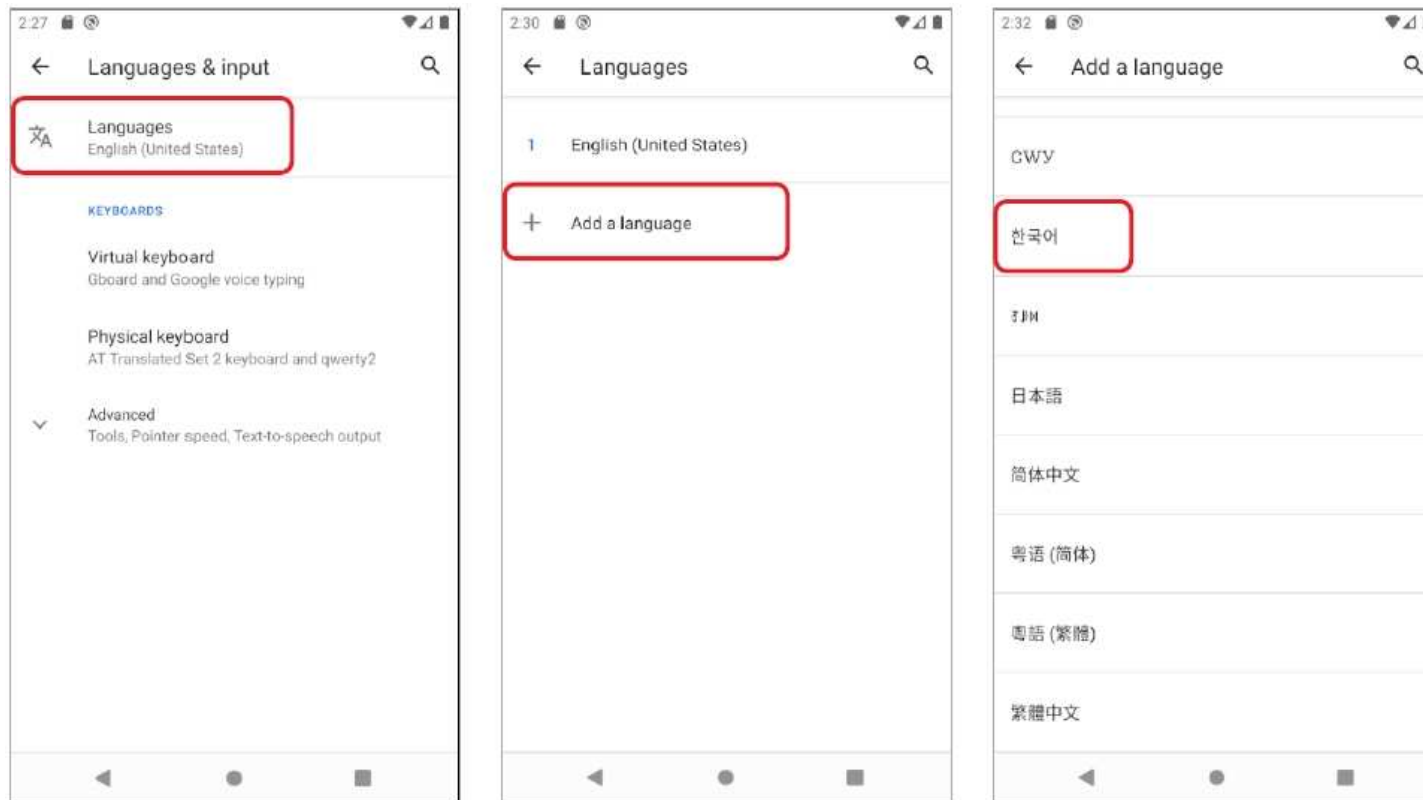 2:27
Languages & input
Languages
English (United States)
KEYBOARDS
Virtual keyboard
Gboard and Google voice typing
Physical keyboard
AT Translated Set 2 keyboard and qwerty2
Advanced
Tools, Pointer speed, Text-to-speech output
2:30
Languages
1 English (United States)
Add a language
2:32
Add a language
한국어
日本語
简体中文
粤语 (简体)
粵語 (繁體)
繁體中文